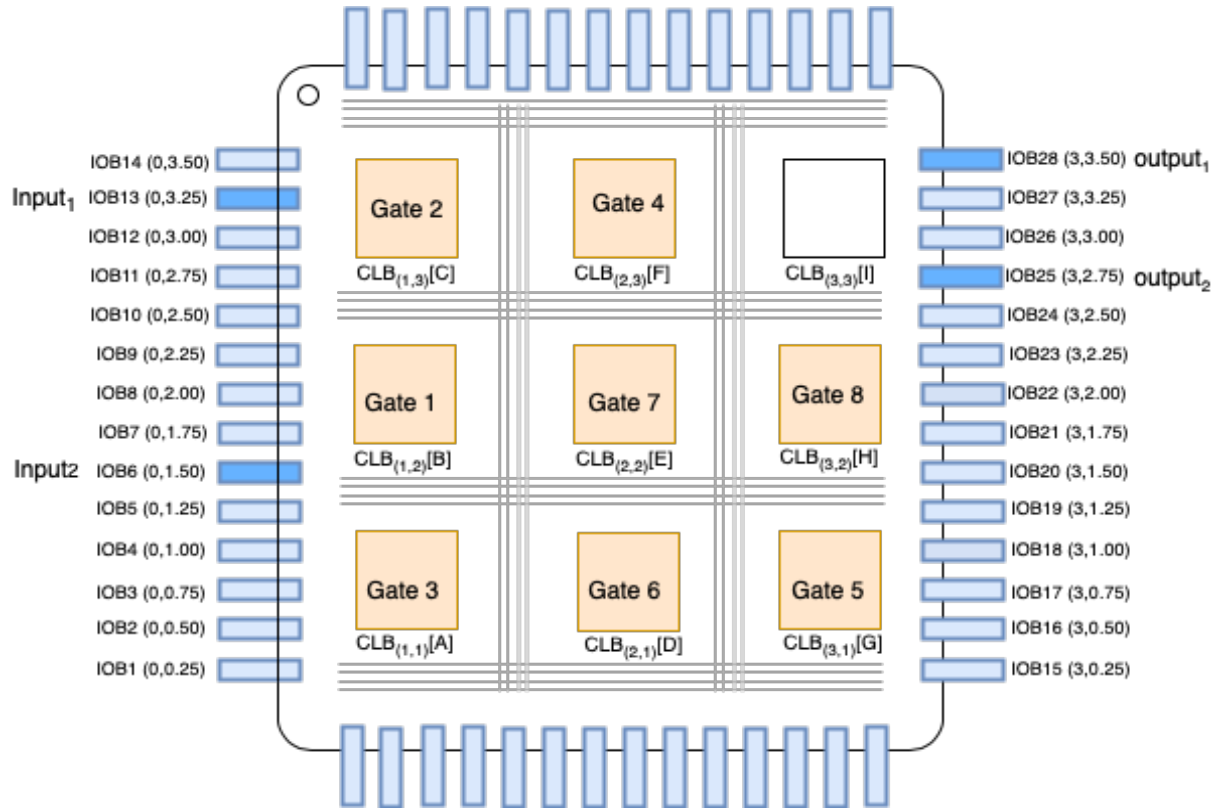 IOB14 (0,3.50)
Input₁ IOB13 (0,3.25)
IOB12 (0,3.00)
IOB11 (0,2.75)
IOB10 (0,2.50)
IOB9 (0,2.25)
IOB8 (0,2.00)
IOB7 (0,1.75)
Input2 IOB6 (0,1.50)
IOB5 (0,1.25)
IOB4 (0,1.00)
IOB3 (0,0.75)
IOB2 (0,0.50)
IOB1 (0,0.25)
Gate 2
CLB₍₁,₃₎[C]
Gate 4
CLB₍₂,₃₎[F]
CLB₍₃,₃₎[I]
Gate 1
CLB₍₁,₂₎[B]
Gate 7
CLB₍₂,₂₎[E]
Gate 8
CLB₍₃,₂₎[H]
Gate 3
CLB₍₁,₁₎[A]
Gate 6
CLB₍₂,₁₎[D]
Gate 5
CLB₍₃,₁₎[G]
IOB28 (3,3.50) output₁
IOB27 (3,3.25)
IOB26 (3,3.00)
IOB25 (3,2.75) output₂
IOB24 (3,2.50)
IOB23 (3,2.25)
IOB22 (3,2.00)
IOB21 (3,1.75)
IOB20 (3,1.50)
IOB19 (3,1.25)
IOB18 (3,1.00)
IOB17 (3,0.75)
IOB16 (3,0.50)
IOB15 (3,0.25)